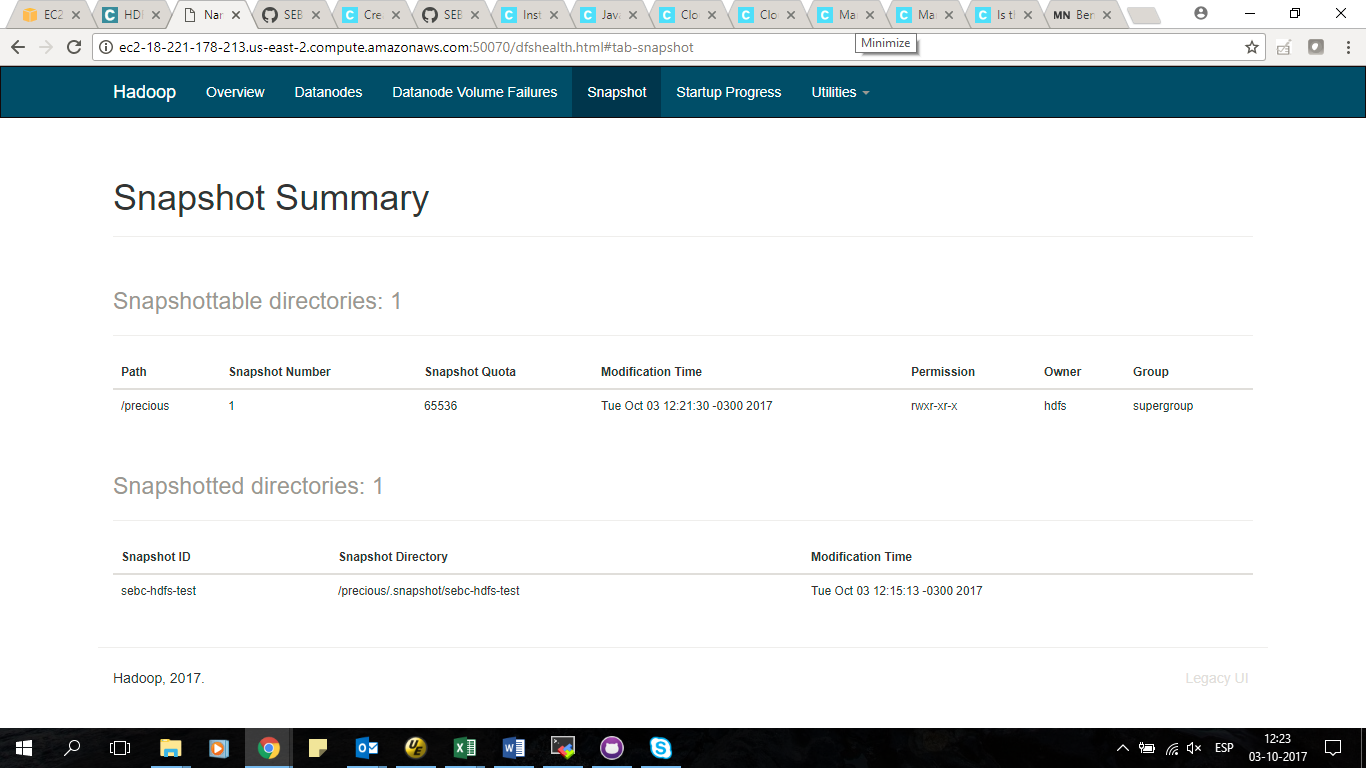 EC2 HDF Nar SEB Cre SEB Inst Java Clo Clo Ma Ma Is th MN Ber
ec2-18-221-178-213.us-east-2.compute.amazonaws.com:50070/dfshealth.html#tab-snapshot
Minimize
Hadoop Overview Datanodes Datanode Volume Failures Snapshot Startup Progress Utilities
Snapshot Summary
Snapshottable directories: 1
Path Snapshot Number Snapshot Quota Modification Time Permission Owner Group
/precious 1 65536 Tue Oct 03 12:21:30 -0300 2017 rwxr-xr-x hdfs supergroup
Snapshotted directories: 1
Snapshot ID Snapshot Directory Modification Time
sebc-hdfs-test /precious/.snapshot/sebc-hdfs-test Tue Oct 03 12:15:13 -0300 2017
Hadoop, 2017. Legacy UI
ESP 12:23
03-10-2017